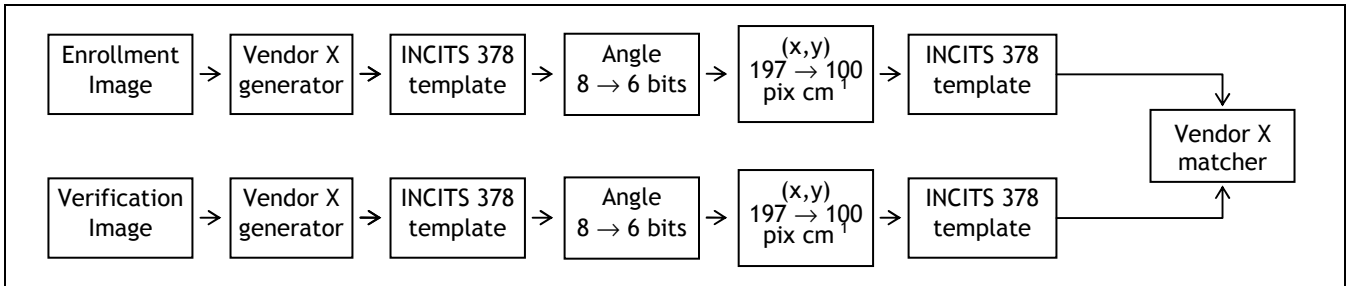 Enrollment
Image
Vendor X
generator
INCITS 378
template
Angle
8 → 6 bits
(x,y)
197 → 100
pix cm⁻¹
INCITS 378
template
Vendor X
matcher
Verification
Image
Vendor X
generator
INCITS 378
template
Angle
8 → 6 bits
(x,y)
197 → 100
pix cm⁻¹
INCITS 378
template